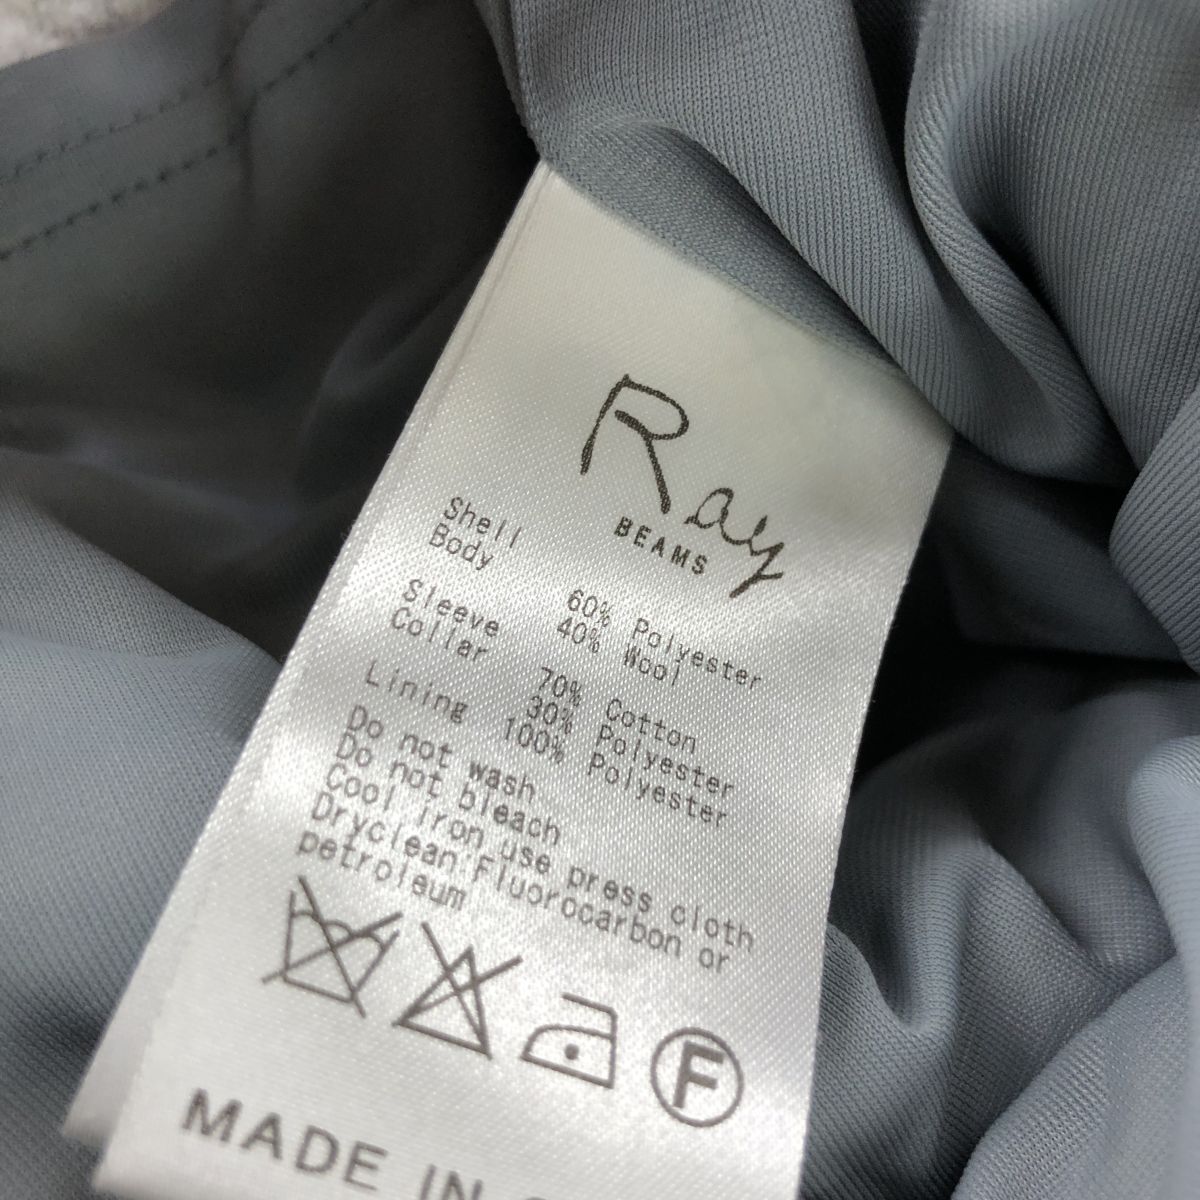 Ray
BEAMS
Shell
Body 60% Polyester
40% Wool
Sleeve
Collar 70% Cotton
30% Polyester
Lining 100% Polyester
Do not wash
Do not bleach
Cool iron use press cloth
Dryclean:Fluorocarbon or
petroleum
F
MADE IN